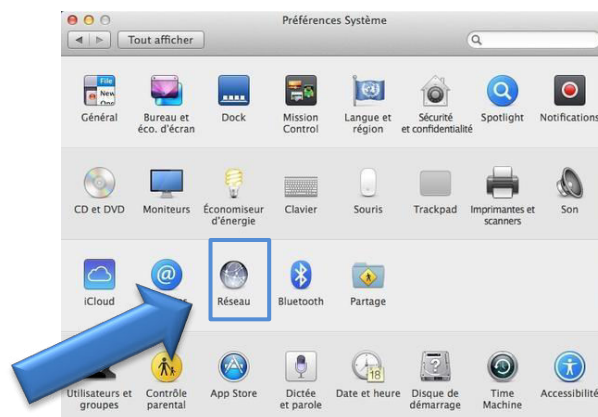 Préférences Système
Tout afficher
Général
Bureau et
éco. d'écran
Dock
Mission
Control
Langue et
région
Sécurité
et confidentialité
Spotlight
Notifications
CD et DVD
Moniteurs
Économiseur
d'énergie
Clavier
Souris
Trackpad
Imprimantes et
scanners
Son
iCloud
Réseau
Bluetooth
Partage
Utilisateurs et
groupes
Contrôle
parental
App Store
Dictée
et parole
Date et heure
18
Disque de
démarrage
Time
Machine
Accessibilité